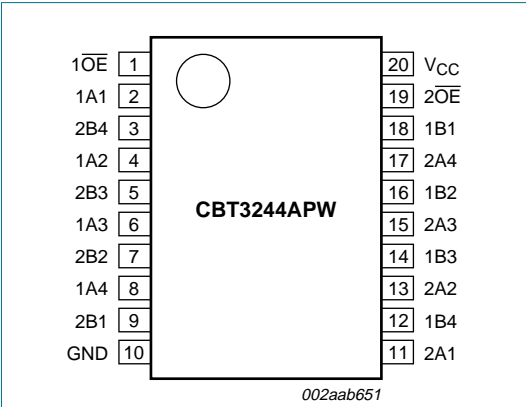 1O̅E̅ 1 20 VCC
1A1 2 19 2O̅E̅
2B4 3 18 1B1
1A2 4 17 2A4
2B3 5 16 1B2
CBT3244APW
1A3 6 15 2A3
2B2 7 14 1B3
1A4 8 13 2A2
2B1 9 12 1B4
GND 10 11 2A1
002aab651